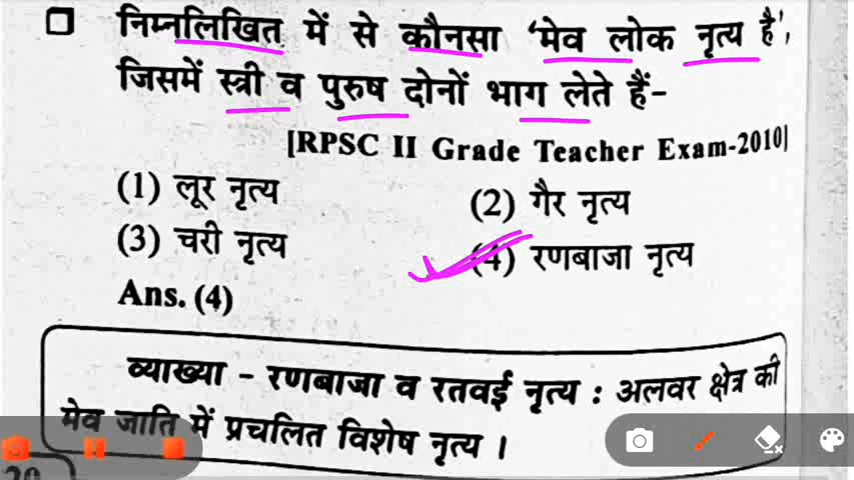 निम्नलिखित में से कौनसा ‘मेव लोक नृत्य है’,
जिसमें स्त्री व पुरुष दोनों भाग लेते हैं-
[RPSC II Grade Teacher Exam-2010]
(1) लूर नृत्य (2) गैर नृत्य
(3) चरी नृत्य (4) रणबाजा नृत्य
Ans. (4)
व्याख्या - रणबाजा व रतवई नृत्य : अलवर क्षेत्र की
मेव जाति में प्रचलित विशेष नृत्य ।